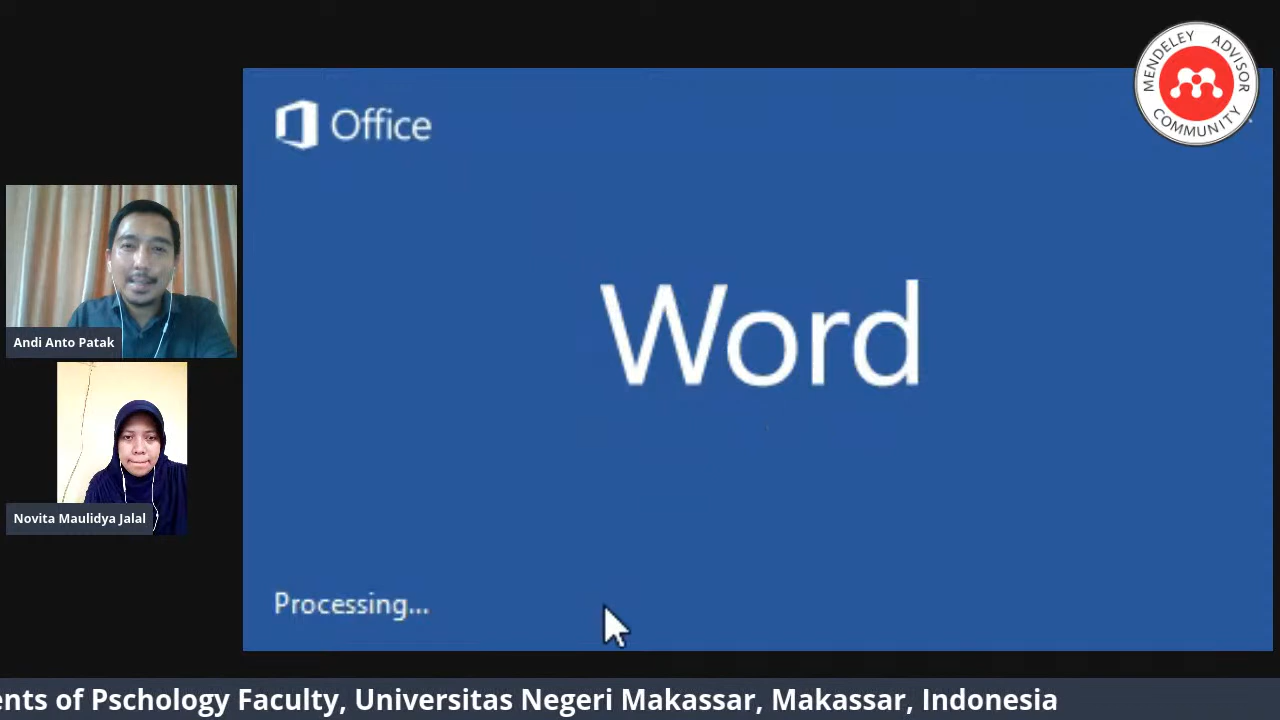 MENDELEY ADVISOR
COMMUNITY
Office
Word
Andi Anto Patak
Novita Maulidya Jalal
Processing...
of Pschology Faculty, Universitas Negeri Makassar, Makassar, Indonesia